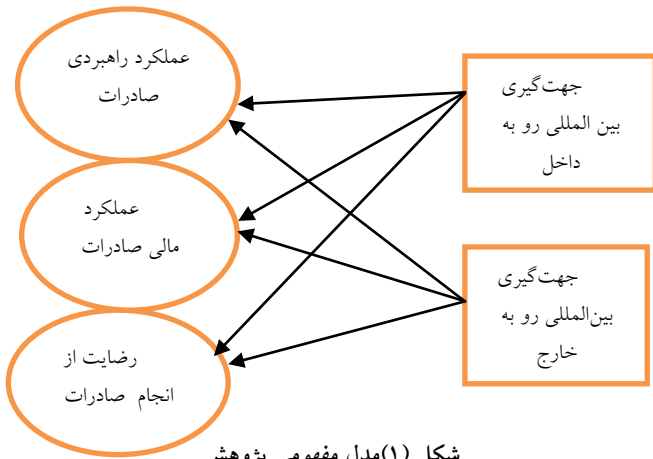 جهت‌گیری
بین المللی رو به
داخل
جهت‌گیری
بین‌المللی رو به
خارج
عملکرد راهبردی
صادرات
عملکرد
مالی صادرات
رضایت از
انجام صادرات
شکل (۱)مدل مفهومی پژوهش